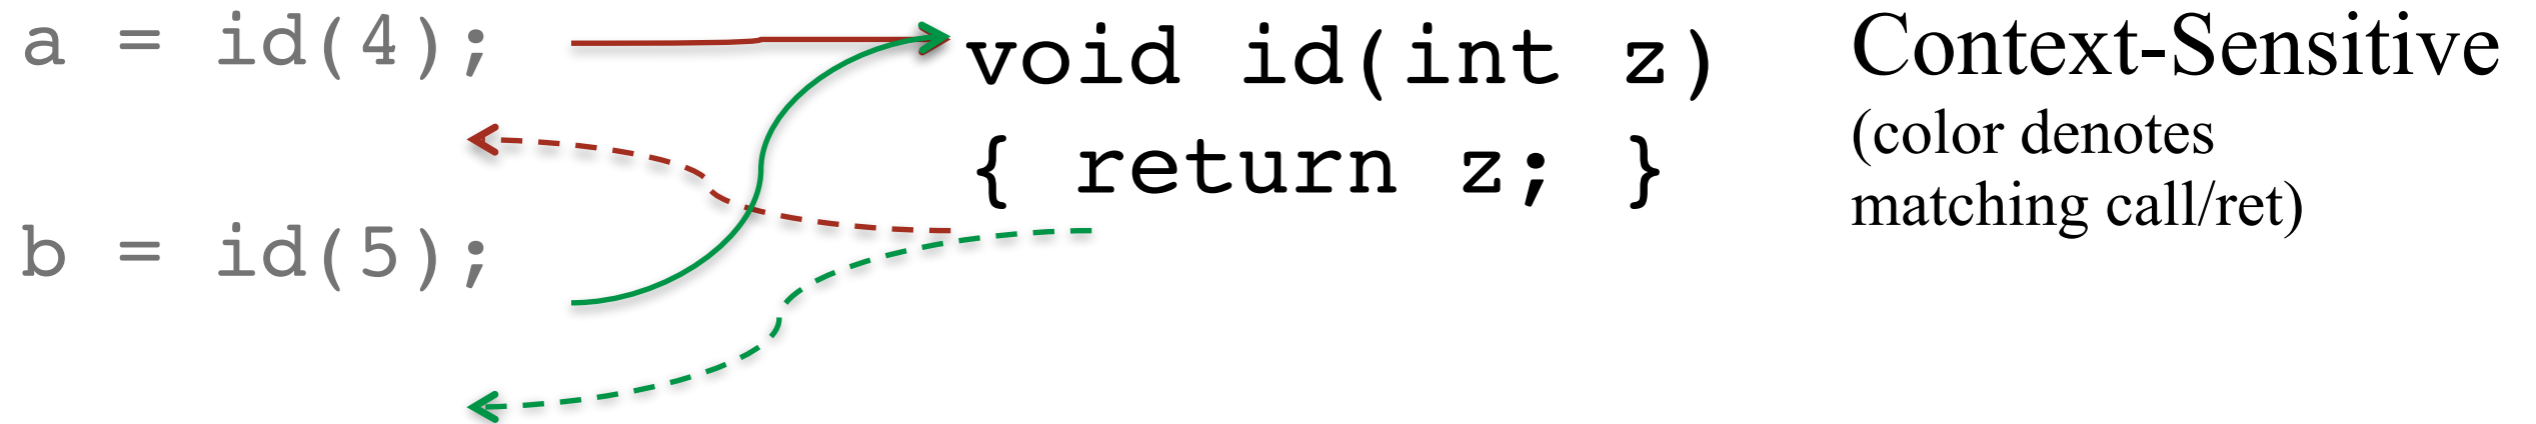 a = id(4);
void id(int z)
{ return z; }
b = id(5);
Context-Sensitive
(color denotes
matching call/ret)